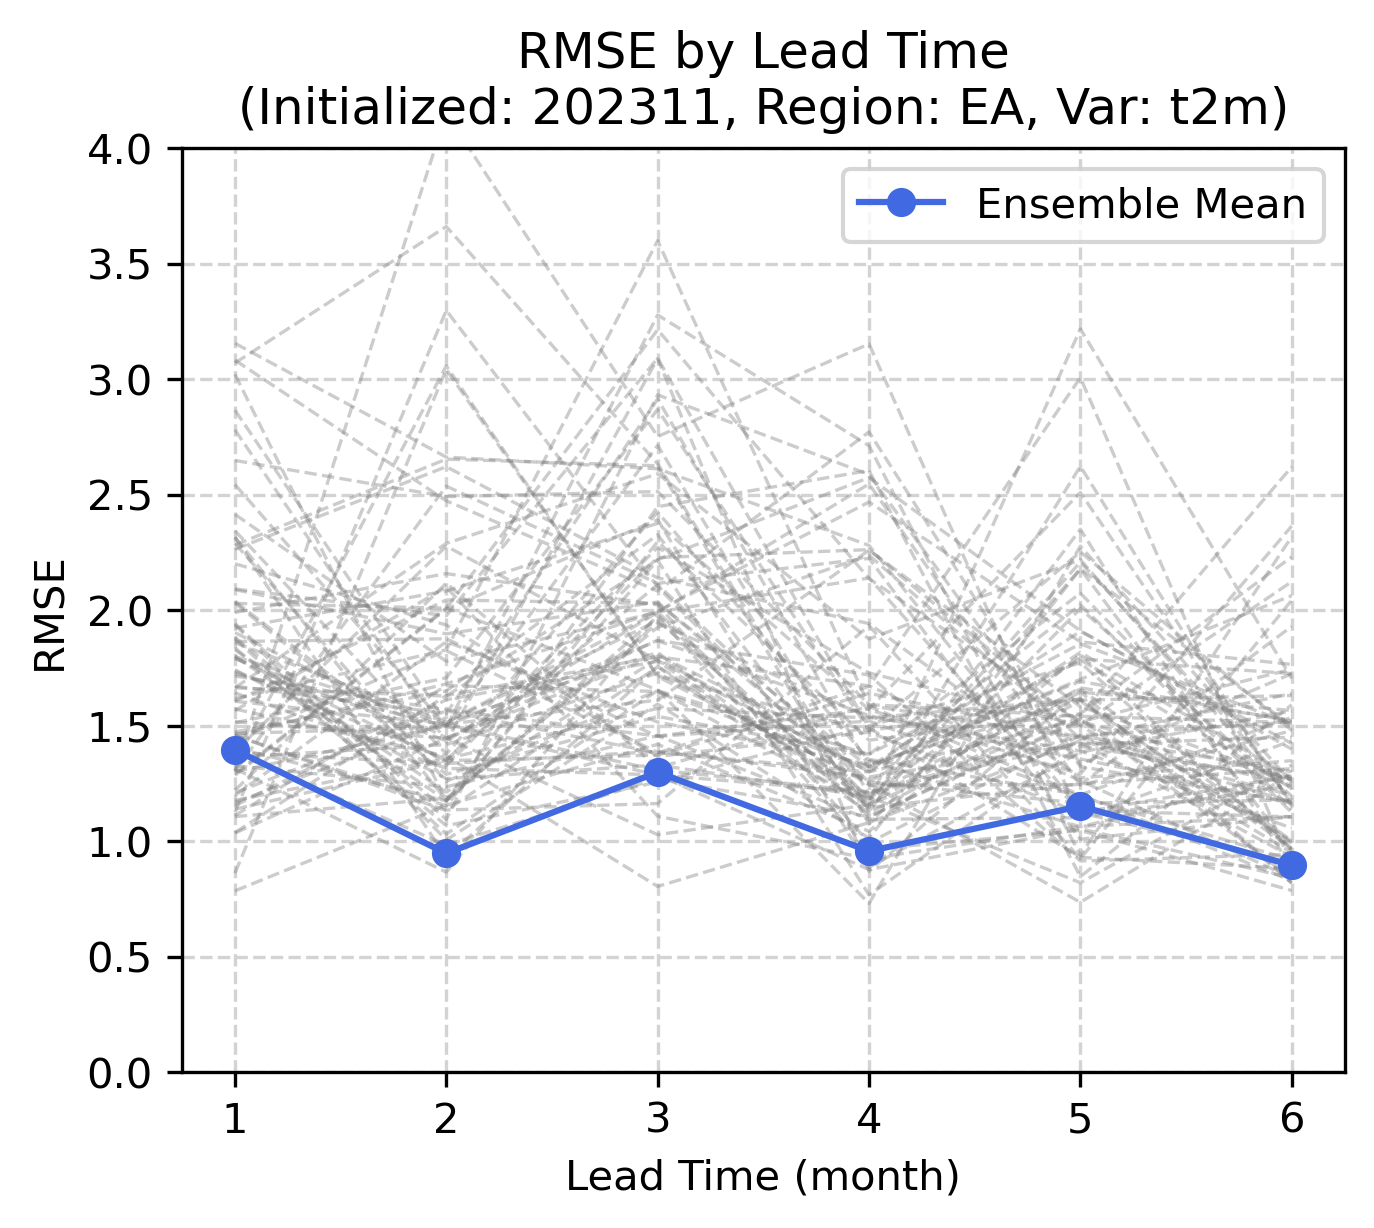 RMSE by Lead Time
(Initialized: 202311, Region: EA, Var: t2m)
Ensemble Mean
RMSE
4.0
3.5
3.0
2.5
2.0
1.5
1.0
0.5
0.0
1 2 3 4 5 6
Lead Time (month)